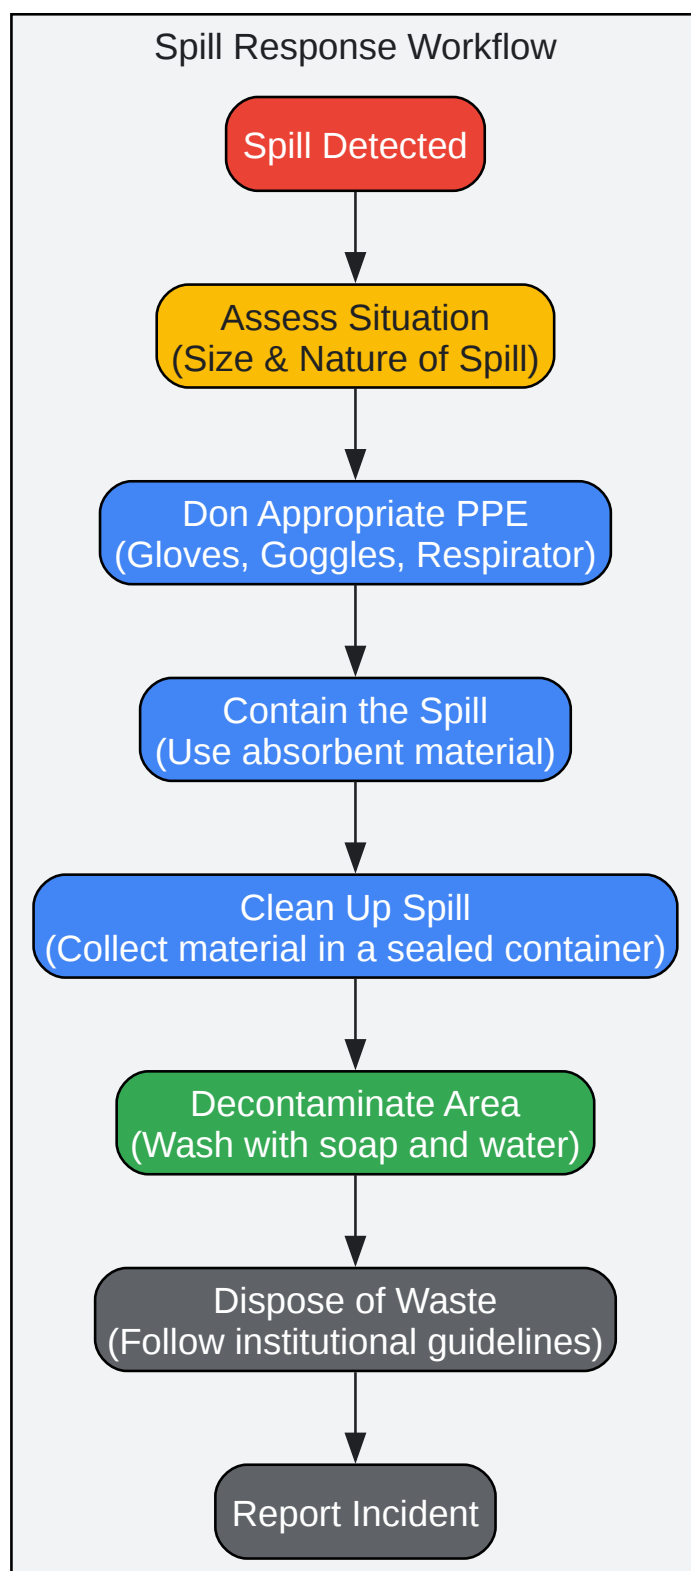 Spill Response Workflow
Spill Detected
Assess Situation
(Size & Nature of Spill)
Don Appropriate PPE
(Gloves, Goggles, Respirator)
Contain the Spill
(Use absorbent material)
Clean Up Spill
(Collect material in a sealed container)
Decontaminate Area
(Wash with soap and water)
Dispose of Waste
(Follow institutional guidelines)
Report Incident